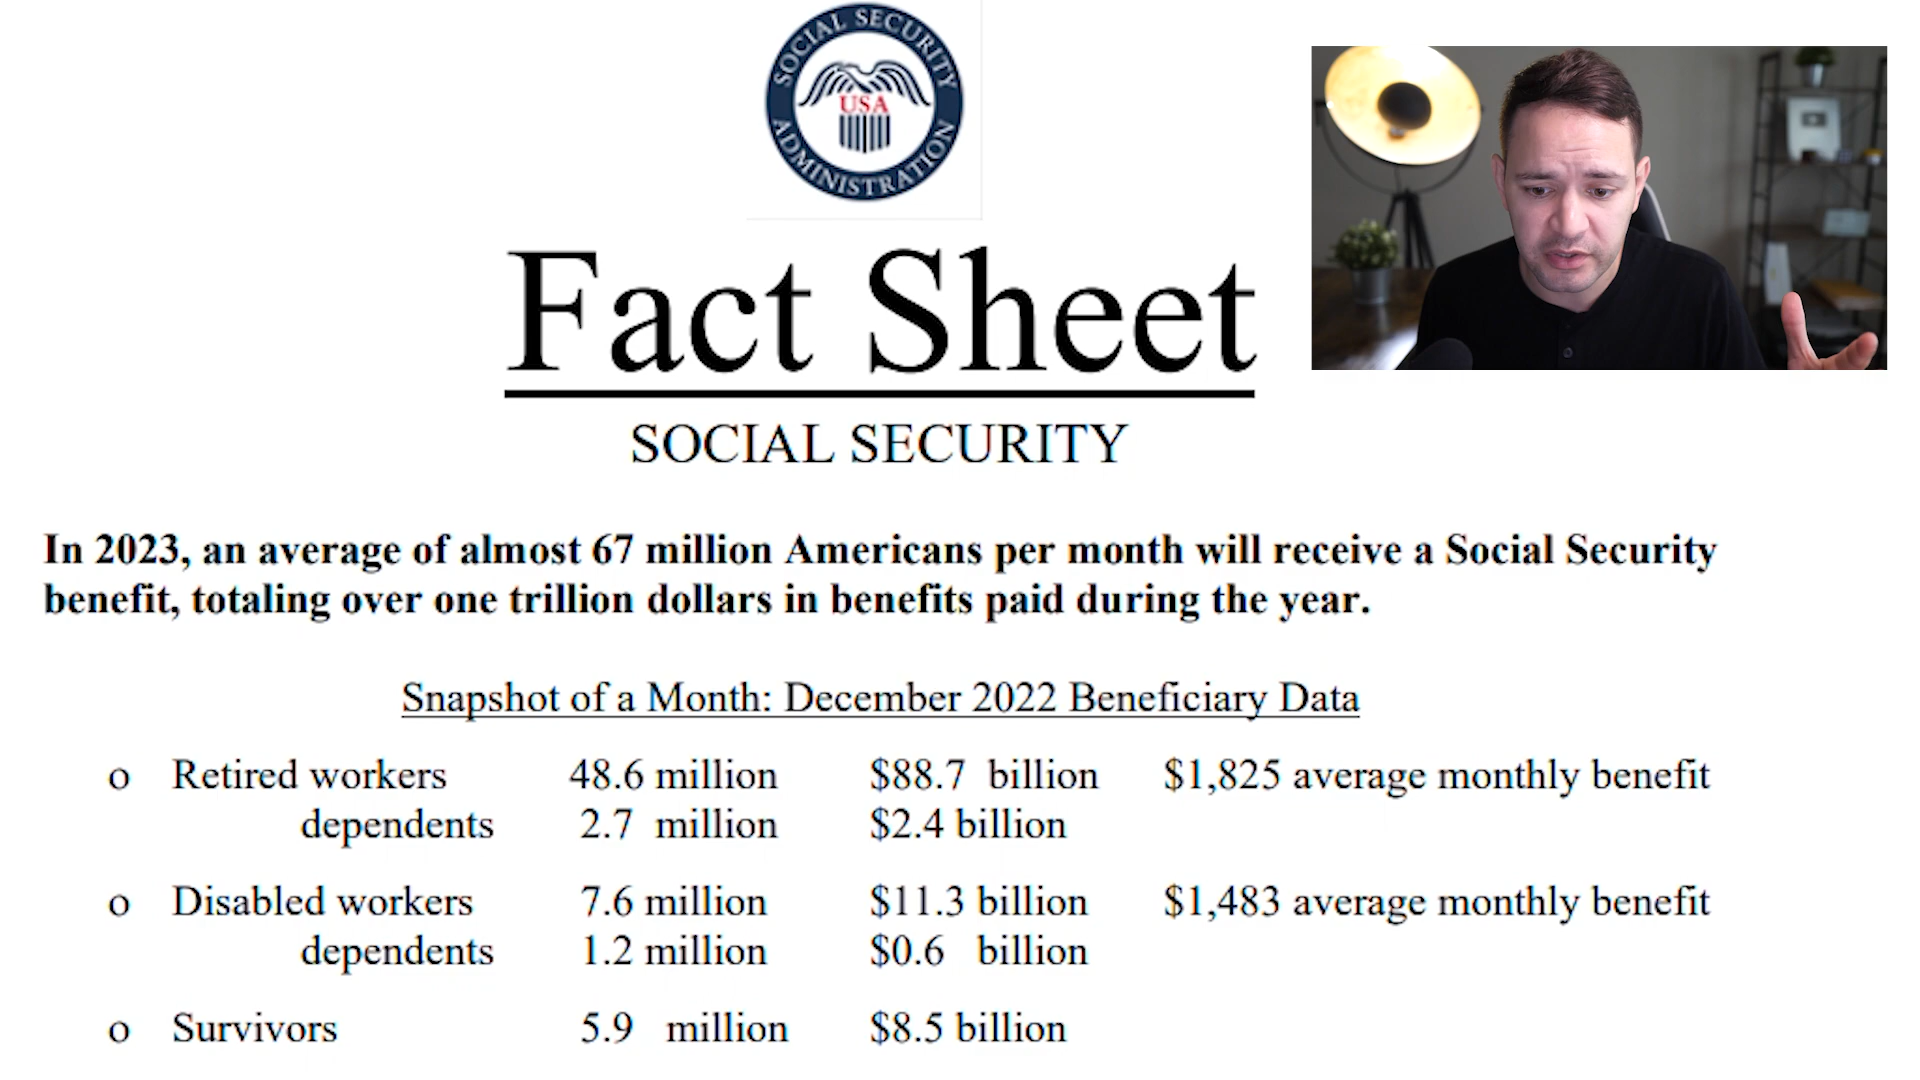 SOCIAL SECURITY
USA
ADMINISTRATION
Fact Sheet
SOCIAL SECURITY
In 2023, an average of almost 67 million Americans per month will receive a Social Security
benefit, totaling over one trillion dollars in benefits paid during the year.
Snapshot of a Month: December 2022 Beneficiary Data
o Retired workers 48.6 million $88.7 billion $1,825 average monthly benefit
dependents 2.7 million $2.4 billion
o Disabled workers 7.6 million $11.3 billion $1,483 average monthly benefit
dependents 1.2 million $0.6 billion
o Survivors 5.9 million $8.5 billion